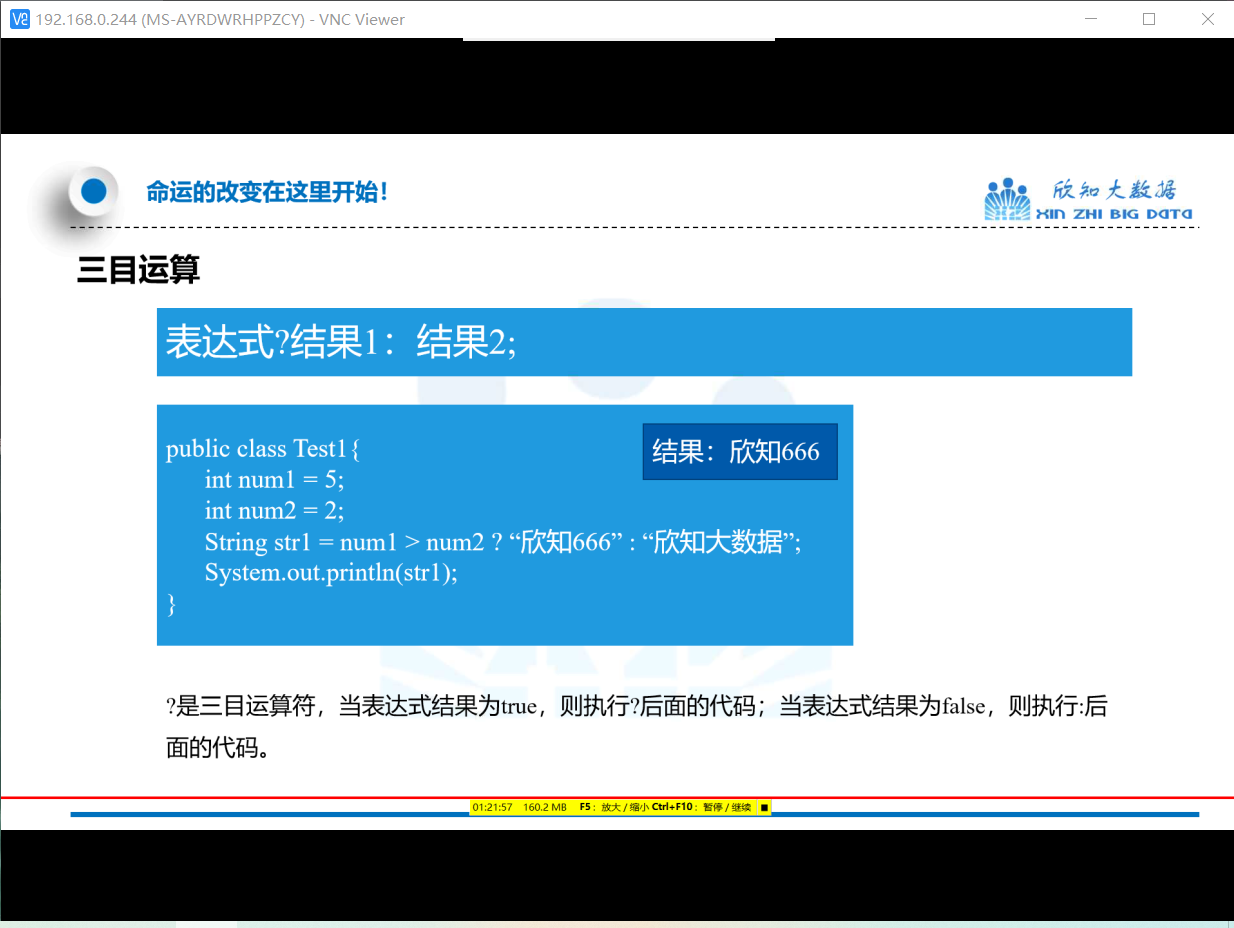 192.168.0.244 (MS-AYRDWRHPPZCY) - VNC Viewer
命运的改变在这里开始!
欣知大数据
XIN ZHI BIG DATA
三目运算
表达式?结果1：结果2;
public class Test1{
结果：欣知666
int num1 = 5;
int num2 = 2;
String str1 = num1 > num2 ? “欣知666” : “欣知大数据”;
System.out.println(str1);
}
?是三目运算符，当表达式结果为true，则执行?后面的代码；当表达式结果为false，则执行:后
面的代码。
01:21:57 160.2 MB F5：放大 / 缩小 Ctrl+F10：暂停 / 继续